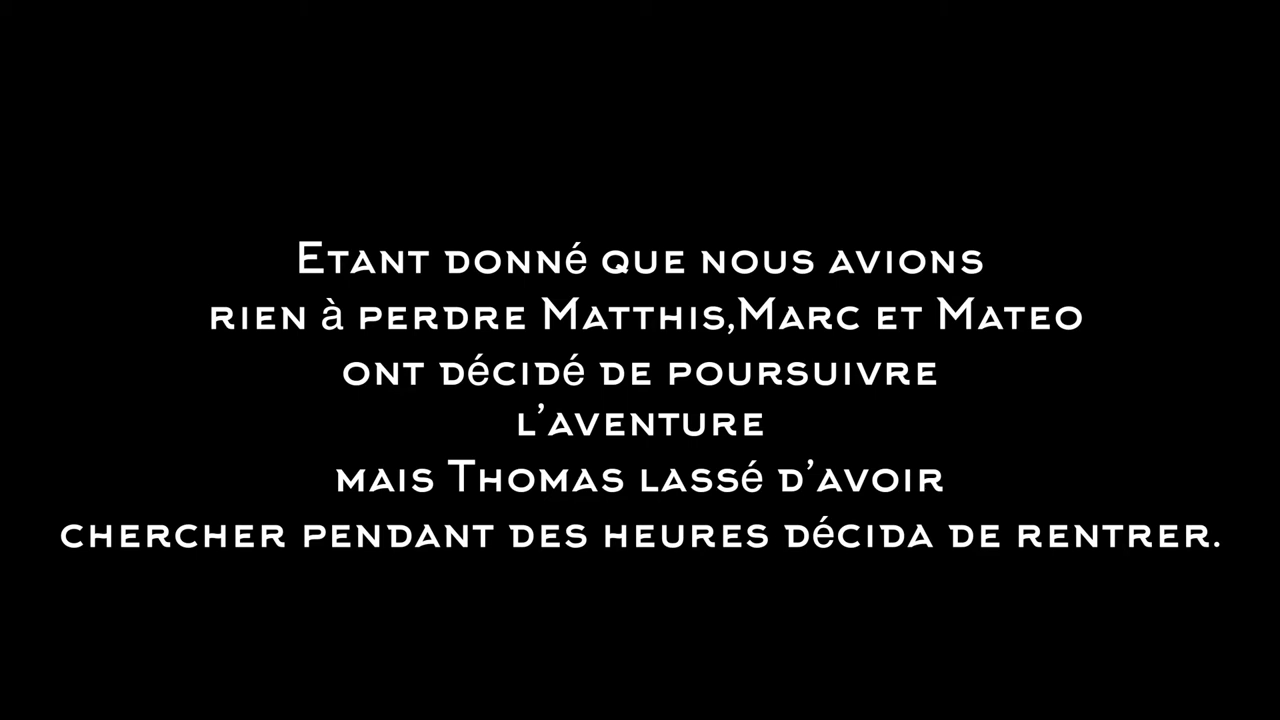 Etant donné que nous avions
rien à perdre Matthis,Marc et Mateo
ont décidé de poursuivre
l’aventure
mais Thomas lassé d’avoir
chercher pendant des heures décida de rentrer.